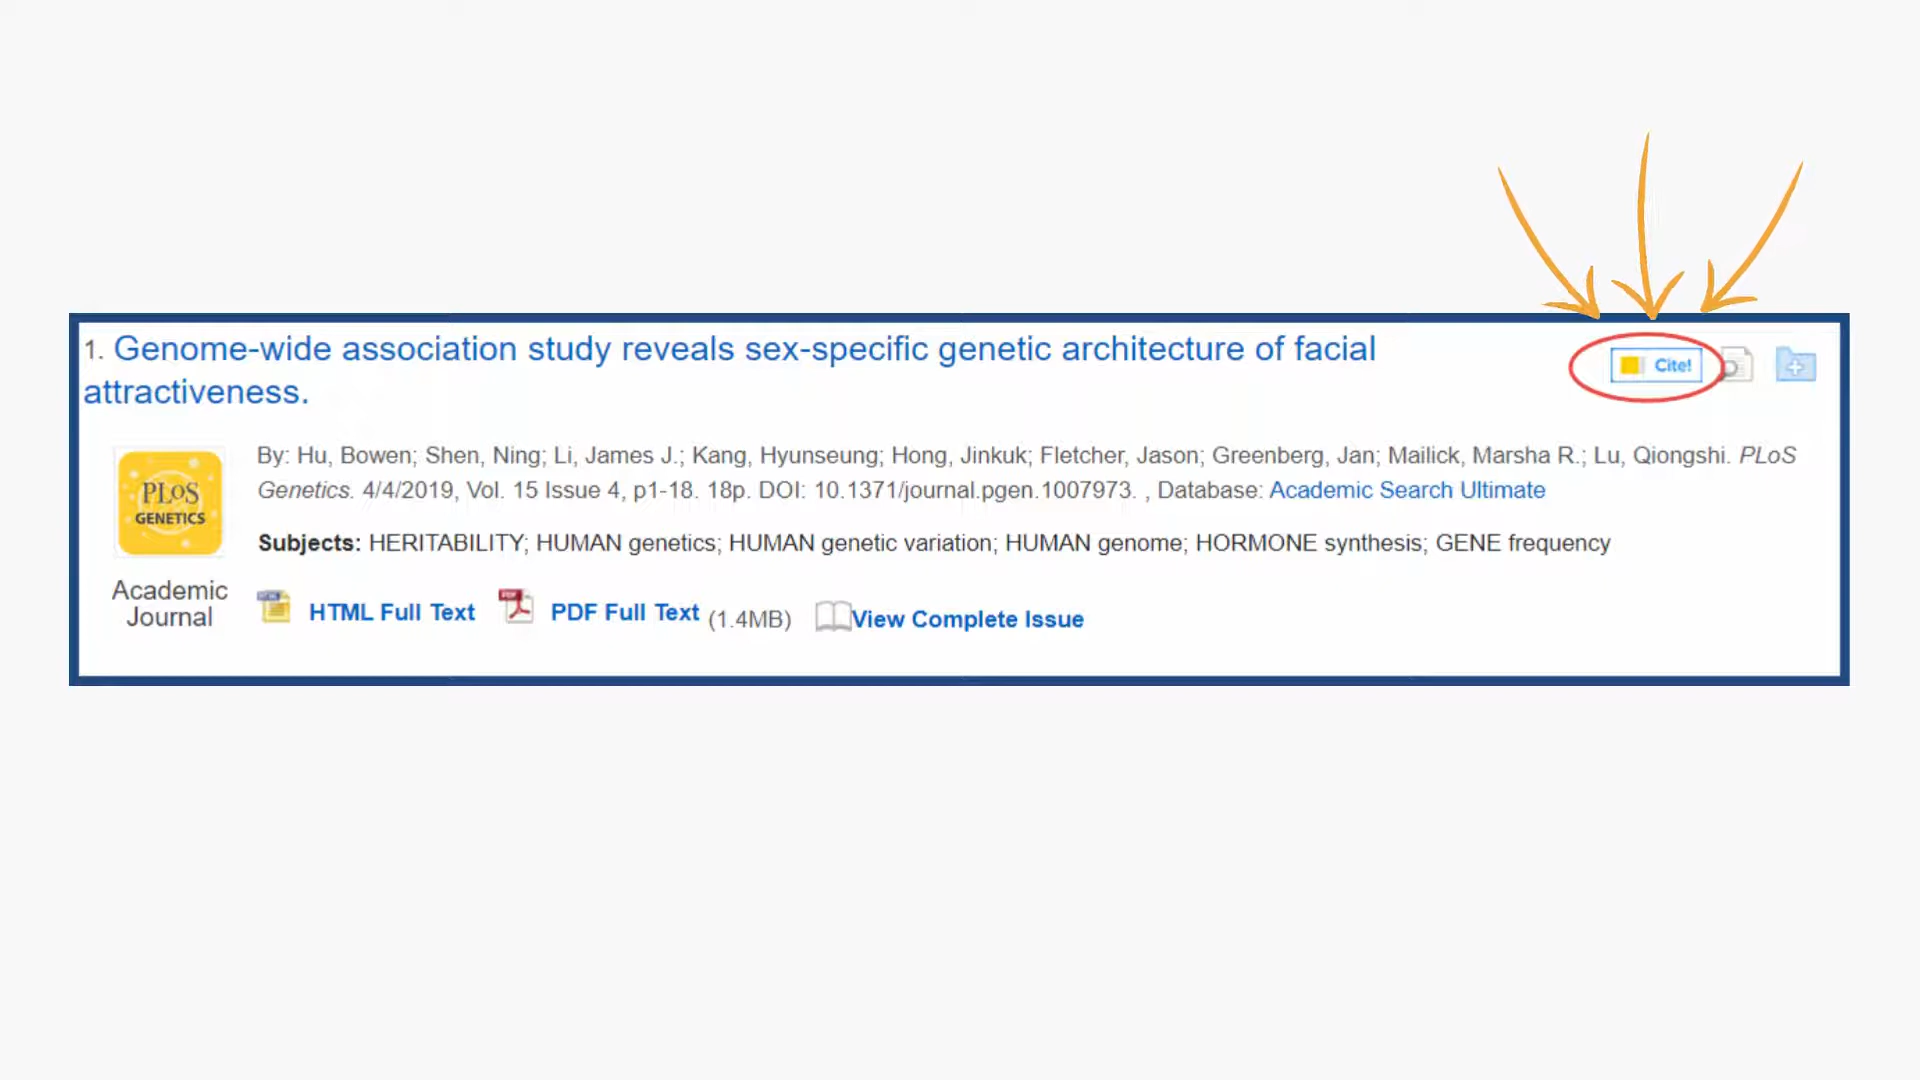 1. Genome-wide association study reveals sex-specific genetic architecture of facial
attractiveness.
Cite!
By: Hu, Bowen; Shen, Ning; Li, James J.; Kang, Hyunseung; Hong, Jinkuk; Fletcher, Jason; Greenberg, Jan; Mailick, Marsha R.; Lu, Qiongshi. PLoS
Genetics. 4/4/2019, Vol. 15 Issue 4, p1-18. 18p. DOI: 10.1371/journal.pgen.1007973. , Database: Academic Search Ultimate
PLoS
GENETICS
Subjects: HERITABILITY; HUMAN genetics; HUMAN genetic variation; HUMAN genome; HORMONE synthesis; GENE frequency
Academic
Journal
HTML Full Text PDF Full Text (1.4MB) View Complete Issue